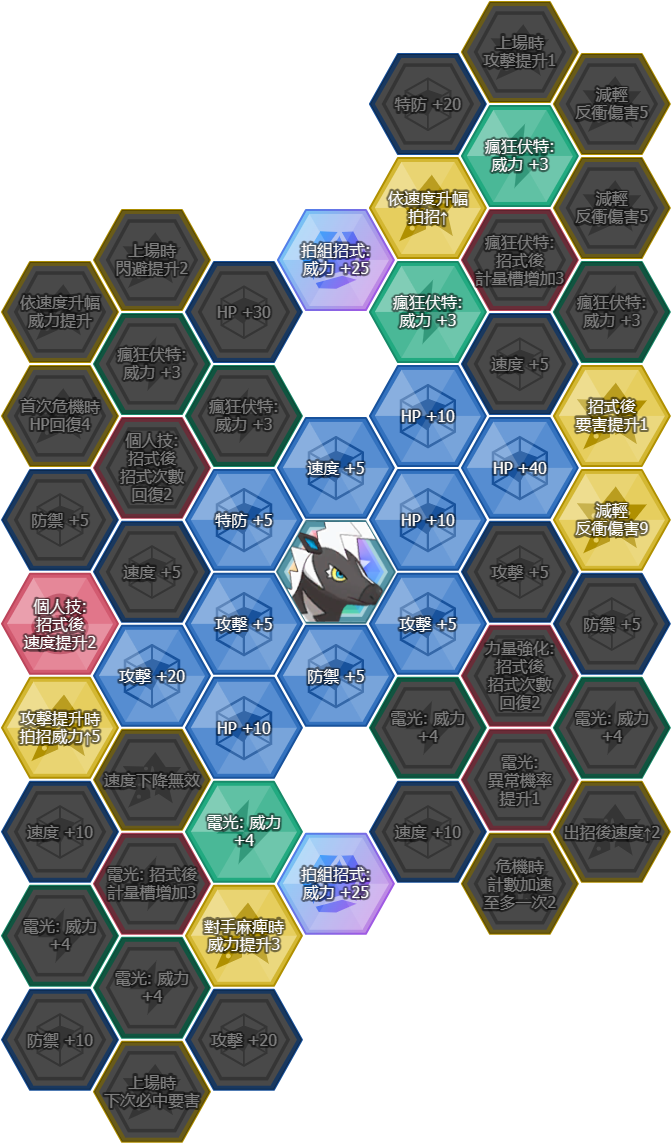 上場時
攻擊提升1
特防 +20
減輕
反衝傷害5
瘋狂伏特:
威力 +3
依速度升幅
拍招↑
減輕
反衝傷害5
上場時
閃避提升2
拍組招式:
威力 +25
瘋狂伏特:
招式後
計量槽增加3
依速度升幅
威力提升
HP +30
瘋狂伏特:
威力 +3
瘋狂伏特:
威力 +3
瘋狂伏特:
威力 +3
速度 +5
首次危機時
HP回復4
瘋狂伏特:
威力 +3
HP +10
招式後
要害提升1
個人技:
招式後
招式次數
回復2
速度 +5
HP +40
防禦 +5
特防 +5
HP +10
減輕
反衝傷害9
速度 +5
攻擊 +5
個人技:
招式後
速度提升2
攻擊 +5
攻擊 +5
防禦 +5
攻擊 +20
防禦 +5
力量強化:
招式後
招式次數
回復2
攻擊提升時
拍招威力↑5
HP +10
電光: 威力
+4
電光: 威力
+4
速度下降無效
電光:
異常機率
提升1
速度 +10
電光: 威力
+4
速度 +10
出招後速度↑2
電光: 招式後
計量槽增加3
拍組招式:
威力 +25
危機時
計數加速
至多一次2
電光: 威力
+4
對手麻痺時
威力提升3
電光: 威力
+4
防禦 +10
攻擊 +20
上場時
下次必中要害